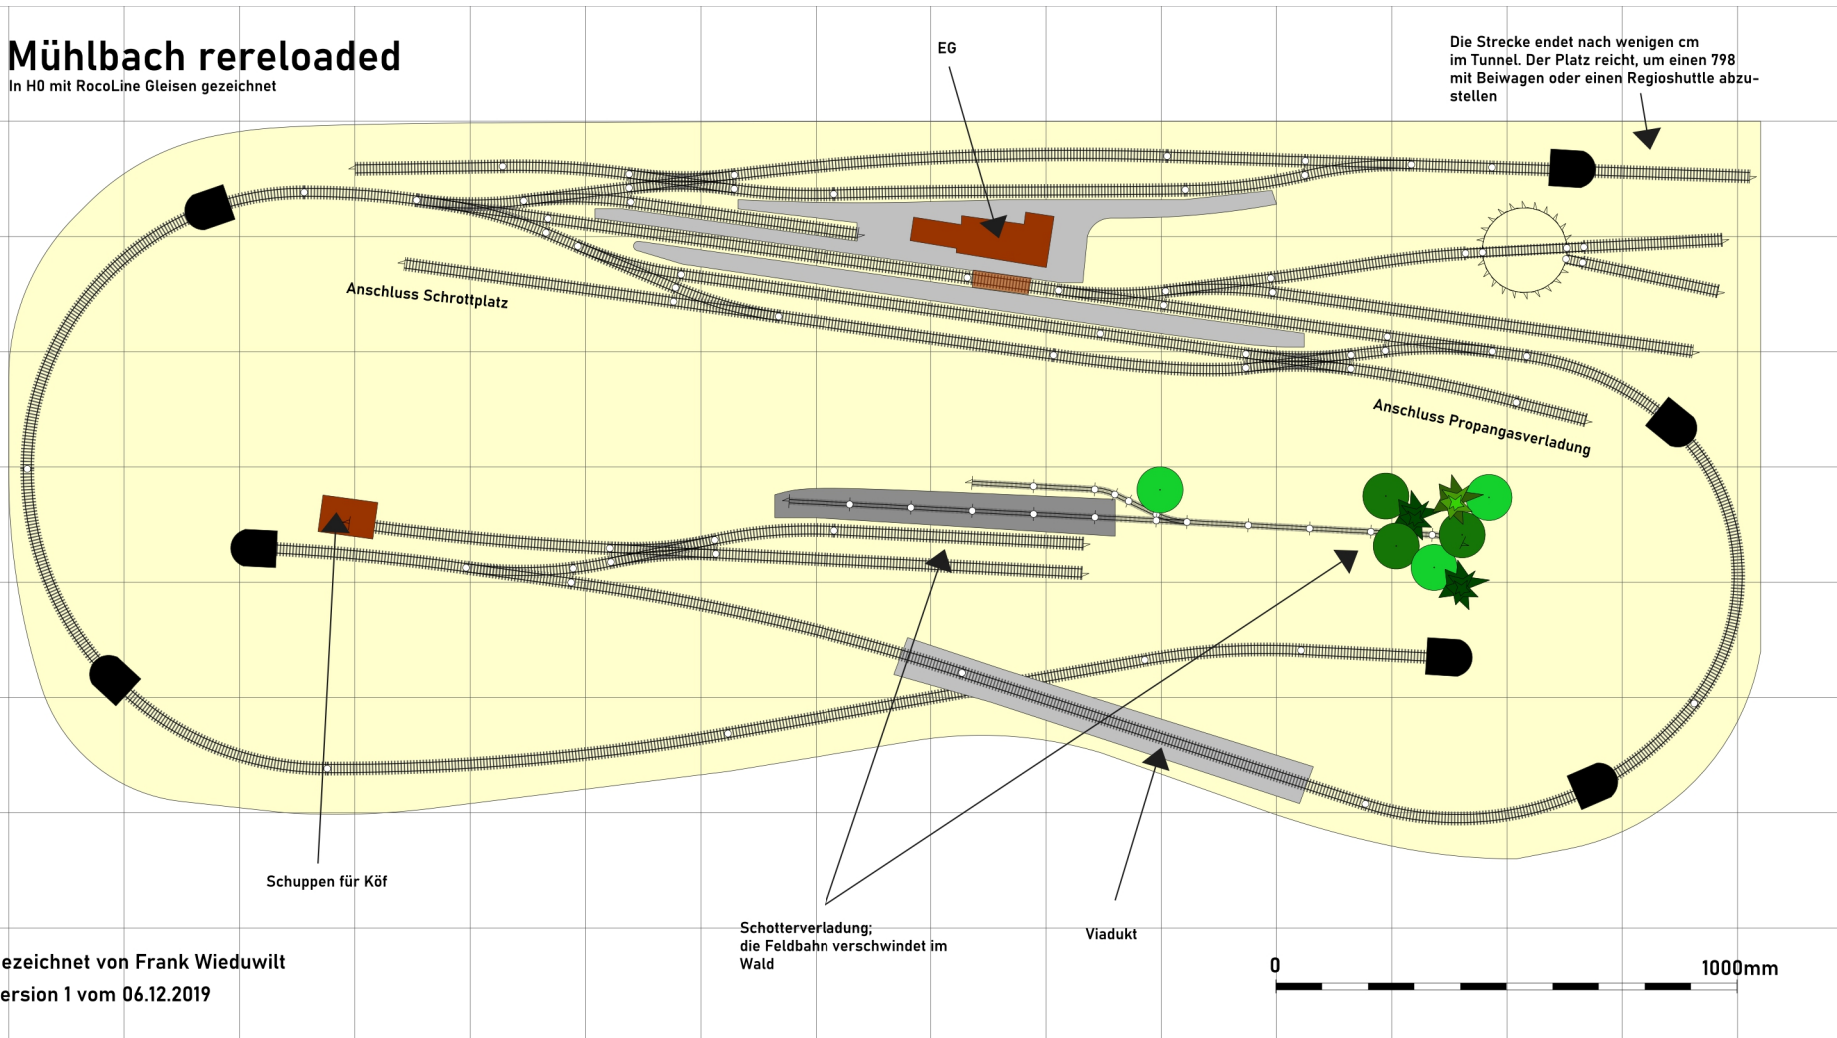 Mühlbach rereloaded
In H0 mit RocoLine Gleisen gezeichnet
EG
Die Strecke endet nach wenigen cm
im Tunnel. Der Platz reicht, um einen 798
mit Beiwagen oder einen Regioshuttle abzu-
stellen
Anschluss Schrottplatz
Anschluss Propangasverladung
Schuppen für Köf
Schotterverladung;
die Feldbahn verschwindet im
Wald
Viadukt
ezeichnet von Frank Wieduwilt
ersion 1 vom 06.12.2019
0
1000mm